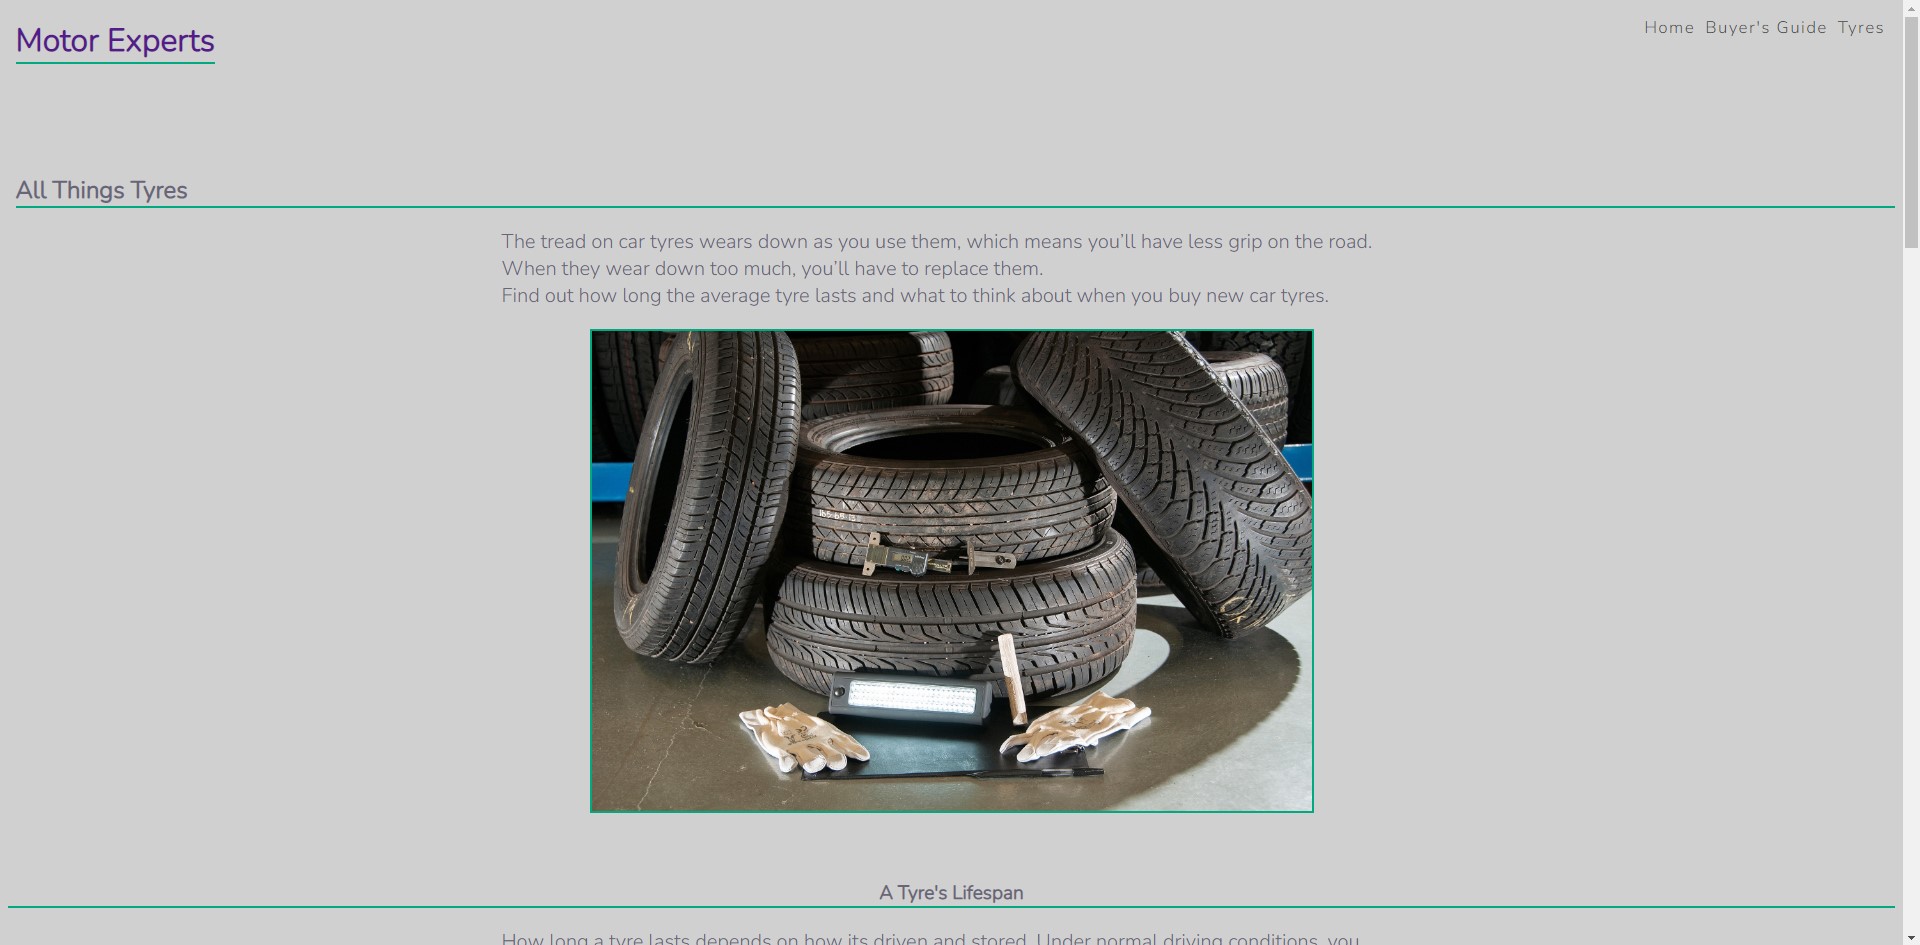 Motor Experts
Home Buyer's Guide Tyres
All Things Tyres
The tread on car tyres wears down as you use them, which means you’ll have less grip on the road.
When they wear down too much, you’ll have to replace them.
Find out how long the average tyre lasts and what to think about when you buy new car tyres.
165-65-13
A Tyre's Lifespan
How long a tyre lasts depends on how its driven and stored. Under normal driving conditions, you